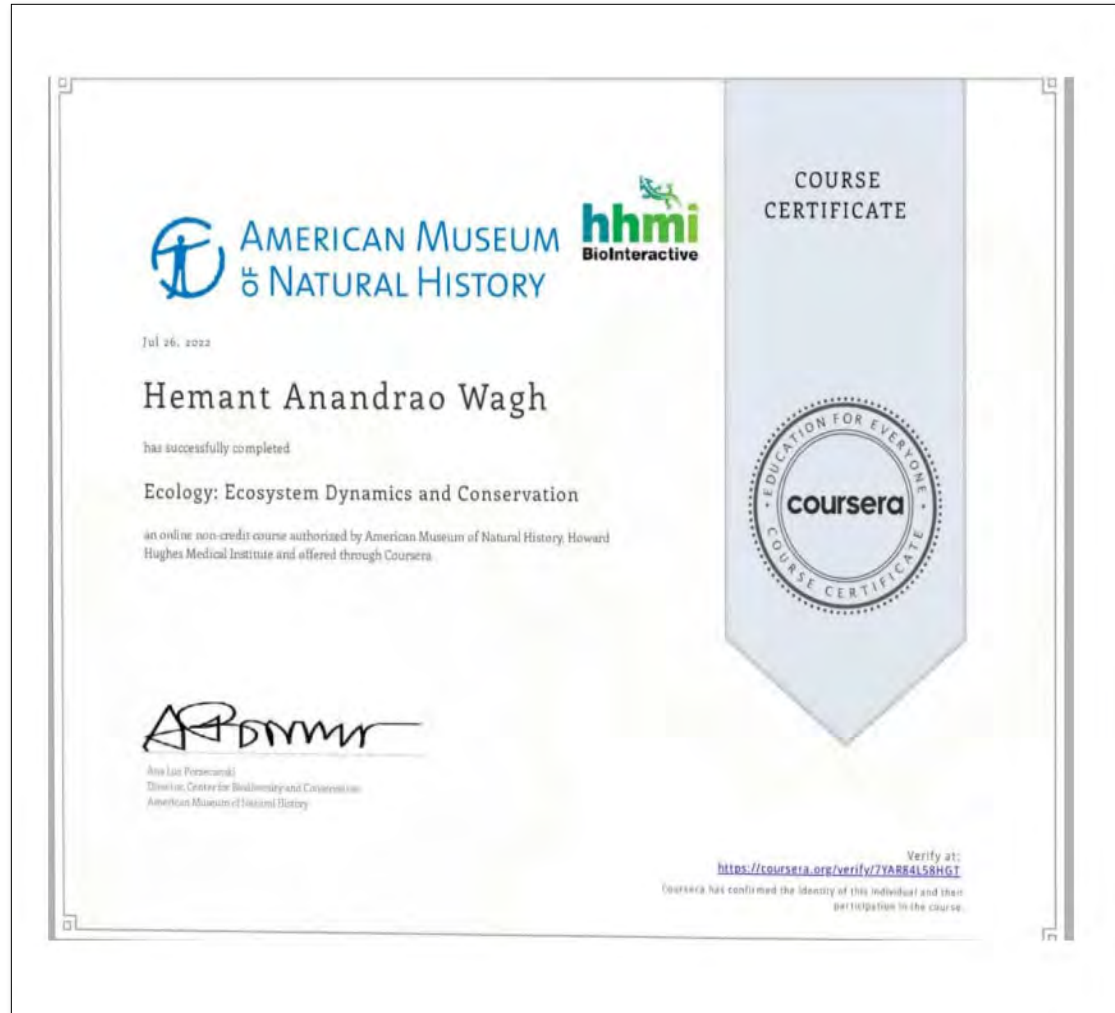 AMERICAN MUSEUM
OF NATURAL HISTORY
hhmi
BioInteractive
COURSE
CERTIFICATE
Jul 26, 2022
Hemant Anandrao Wagh
has successfully completed
Ecology: Ecosystem Dynamics and Conservation
an online non-credit course authorized by American Museum of Natural History, Howard
Hughes Medical Institute and offered through Coursera
EDUCATION FOR EVERYONE
coursera
COURSE CERTIFICATE
Ana Luz Porzecanski
Director, Center for Biodiversity and Conservation
American Museum of Natural History
Verify at:
https://coursera.org/verify/7YAR84L58HGT
Coursera has confirmed the identity of this individual and their
participation in the course.